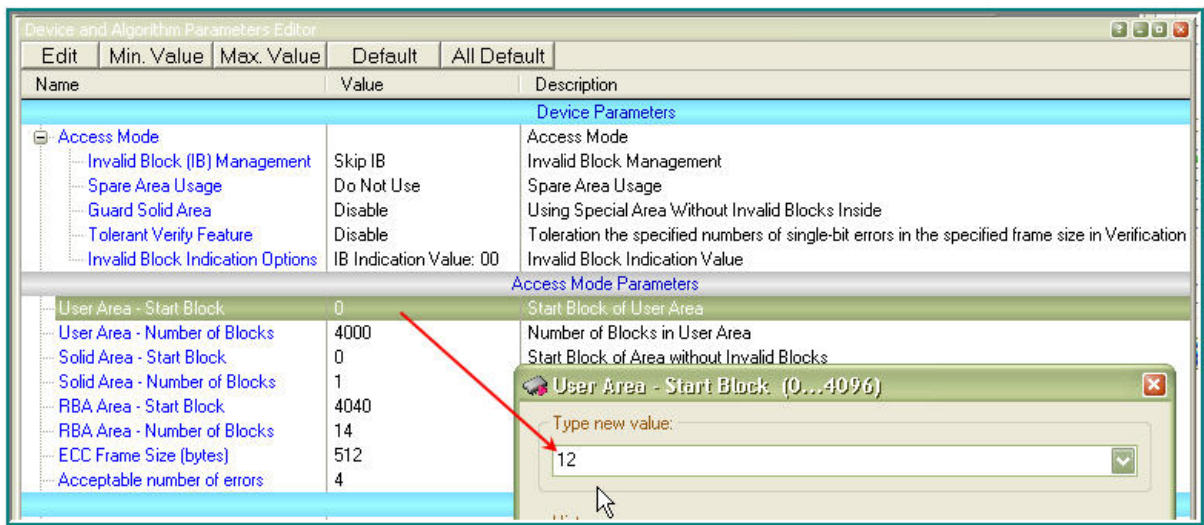 Device and Algorithm Parameters Editor
Edit Min. Value Max. Value Default All Default
Name Value Description
Device Parameters
Access Mode Access Mode
Invalid Block (IB) Management Skip IB Invalid Block Management
Spare Area Usage Do Not Use Spare Area Usage
Guard Solid Area Disable Using Special Area Without Invalid Blocks Inside
Tolerant Verify Feature Disable Toleration the specified numbers of single-bit errors in the specified frame size in Verification
Invalid Block Indication Options IB Indication Value: 00 Invalid Block Indication Value
Access Mode Parameters
User Area - Start Block 0 Start Block of User Area
User Area - Number of Blocks 4000 Number of Blocks in User Area
Solid Area - Start Block 0 Start Block of Area without Invalid Blocks
Solid Area - Number of Blocks 1
RBA Area - Start Block 4040
RBA Area - Number of Blocks 14
ECC Frame Size (bytes) 512
Acceptable number of errors 4
User Area - Start Block (0...4096)
Type new value:
12